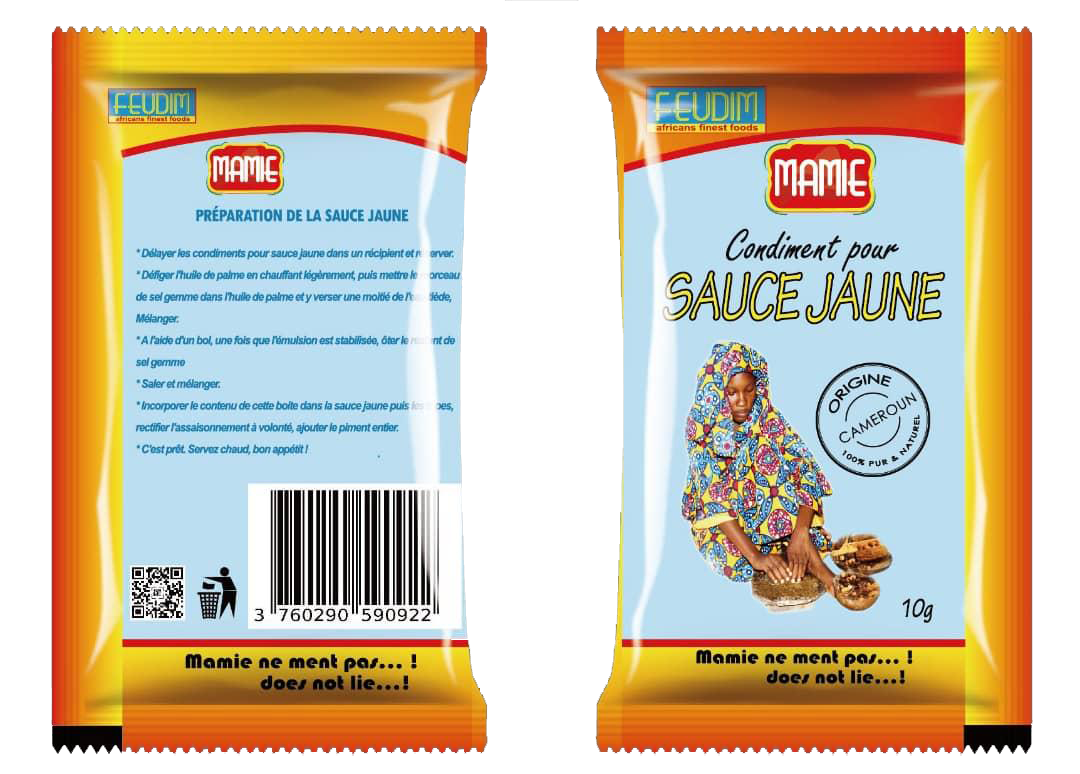 FEUDIM
africans finest foods
MAMIE
PRÉPARATION DE LA SAUCE JAUNE
* Délayer les condiments pour sauce jaune dans un récipient et
* Défiger l'huile de palme en chauffant légèrement, puis mettre le
de sel gemme dans l'huile de palme et y verser une moitié de
Mélanger.
* A l'aide d'un bol, une fois que l'émulsion est stabilisée, ôter le
sel gemme
* Saler et mélanger.
* Incorporer le contenu de cette boite dans la sauce jaune puis
rectifier l'assaisonnement à volonté, ajouter le piment entier.
* C'est prêt. Servez chaud, bon appétit !
3 760290 590922
Mamie ne ment pas... !
does not lie...!
FEUDIM
africans finest foods
MAMIE
Condiment pour
SAUCE JAUNE
ORIGINE
CAMEROUN
100% PUR & NATUREL
10g
Mamie ne ment pas... !
does not lie...!